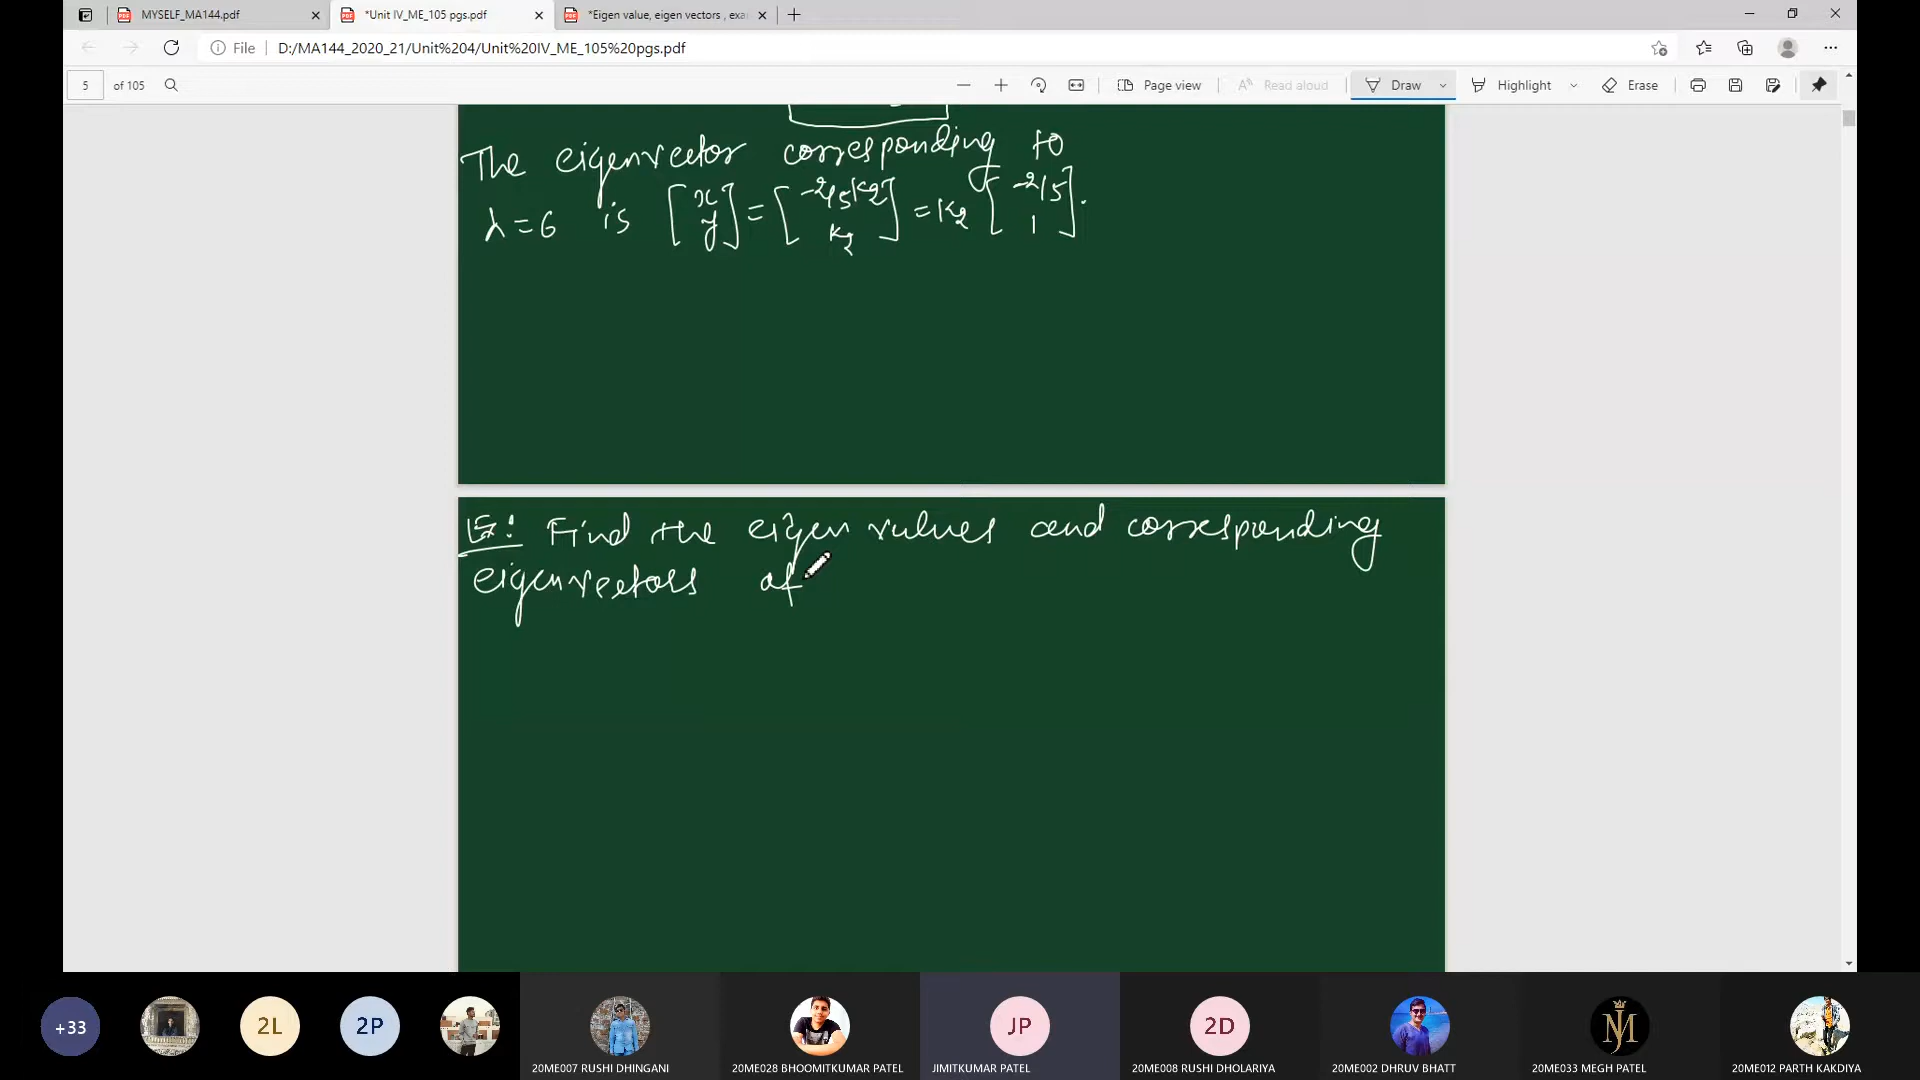 MYSELF_MA144.pdf
*Unit IV_ME_105 pgs.pdf
*Eigen value, eigen vectors , exa
File D:/MA144_2020_21/Unit%204/Unit%20IV_ME_105%20pgs.pdf
5 of 105 Page view Read aloud Draw Highlight Erase
The eigenvector corresponding to
λ=6 is [x y] = [-2/5 k2 k2] = k2 [-2/5 1].
Ex: Find the eigen values and corresponding
eigenvectors of
+33 2L 2P JP 2D
20ME007 RUSHI DHINGANI 20ME028 BHOOMITKUMAR PATEL JIMITKUMAR PATEL 20ME008 RUSHI DHOLARIYA 20ME002 DHRUV BHATT 20ME033 MEGH PATEL 20ME012 PARTH KAKDIYA